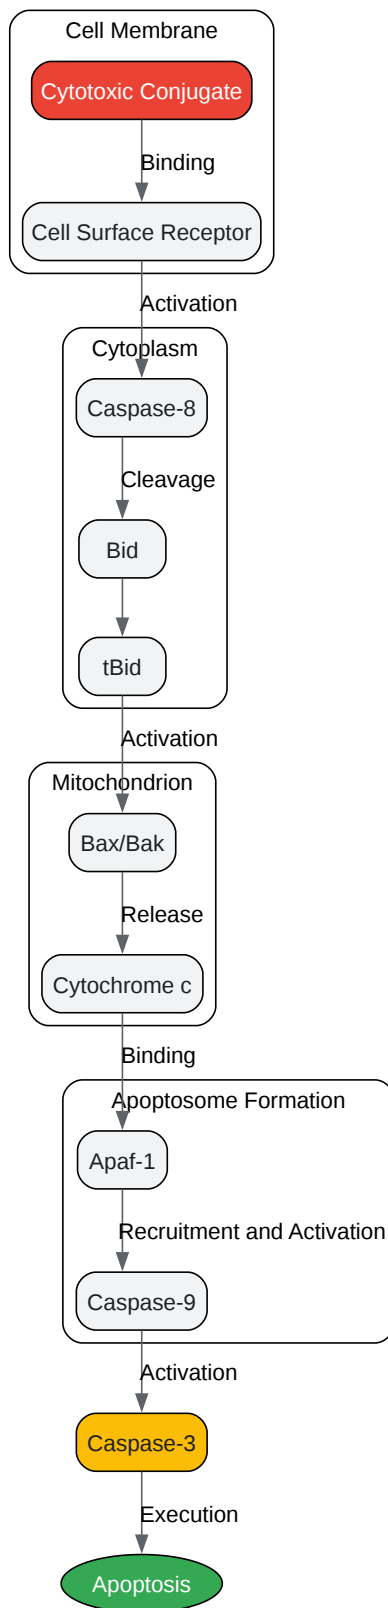 Cell Membrane
Cytotoxic Conjugate
Binding
Cell Surface Receptor
Activation
Cytoplasm
Caspase-8
Cleavage
Bid
tBid
Activation
Mitochondrion
Bax/Bak
Release
Cytochrome c
Binding
Apoptosome Formation
Apaf-1
Recruitment and Activation
Caspase-9
Activation
Caspase-3
Execution
Apoptosis